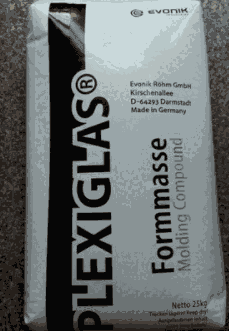 evonIK
PLEXIGLAS®
Evonik Röhm GmbH
Kirschenallee
D-64293 Darmstadt
Made in Germany
Formmasse
Molding Compound
Netto 25kg